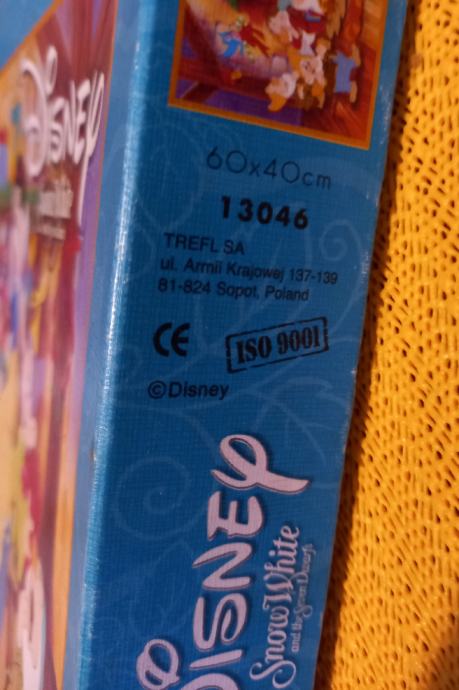 DISNEY
60x40cm
13046
TREFL SA
ul. Armii Krajowej 137-139
81-824 Sopot, Poland
CE
ISO 9001
©Disney
DISNEY
Snow White
and the Seven Dwarfs